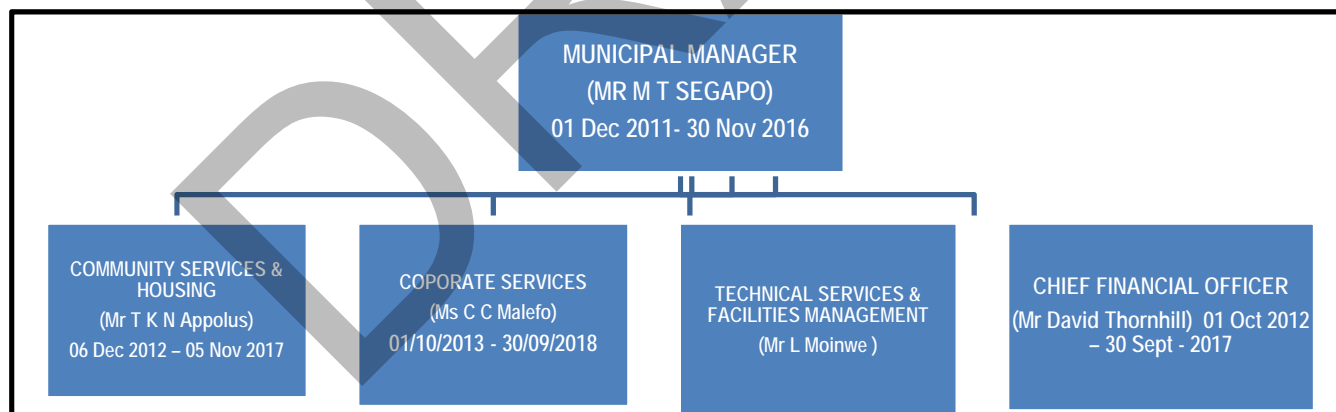 MUNICIPAL MANAGER
(MR M T SEGAPO)
01 Dec 2011- 30 Nov 2016
COMMUNITY SERVICES &
HOUSING
(Mr T K N Appolus)
06 Dec 2012 – 05 Nov 2017
COPORATE SERVICES
(Ms C C Malefo)
01/10/2013 - 30/09/2018
TECHNICAL SERVICES &
FACILITIES MANAGEMENT
(Mr L Moinwe )
CHIEF FINANCIAL OFFICER
(Mr David Thornhill) 01 Oct 2012
– 30 Sept - 2017